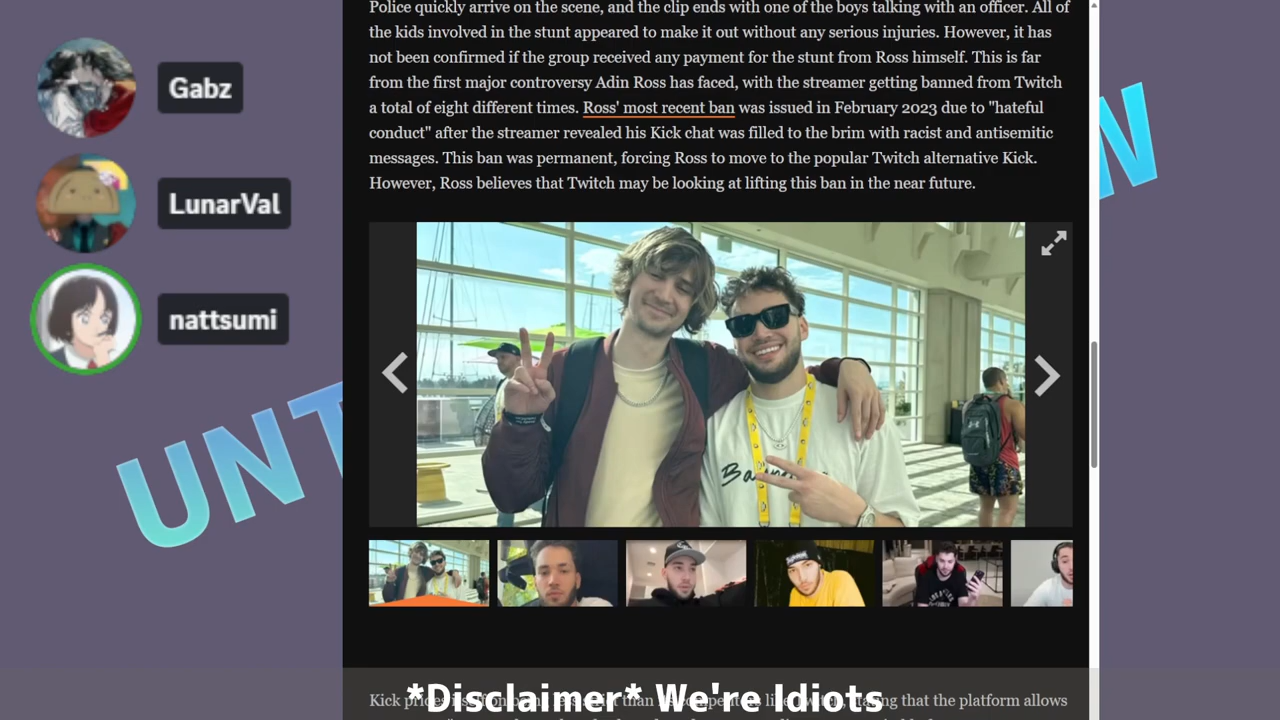 Gabz
LunarVal
nattsumi
UNT
N
Police quickly arrive on the scene, and the clip ends with one of the boys talking with an officer. All of
the kids involved in the stunt appeared to make it out without any serious injuries. However, it has
not been confirmed if the group received any payment for the stunt from Ross himself. This is far
from the first major controversy Adin Ross has faced, with the streamer getting banned from Twitch
a total of eight different times. Ross' most recent ban was issued in February 2023 due to "hateful
conduct" after the streamer revealed his Kick chat was filled to the brim with racist and antisemitic
messages. This ban was permanent, forcing Ross to move to the popular Twitch alternative Kick.
However, Ross believes that Twitch may be looking at lifting this ban in the near future.
*Disclaimer* We're Idiots
Kick that the platform allows